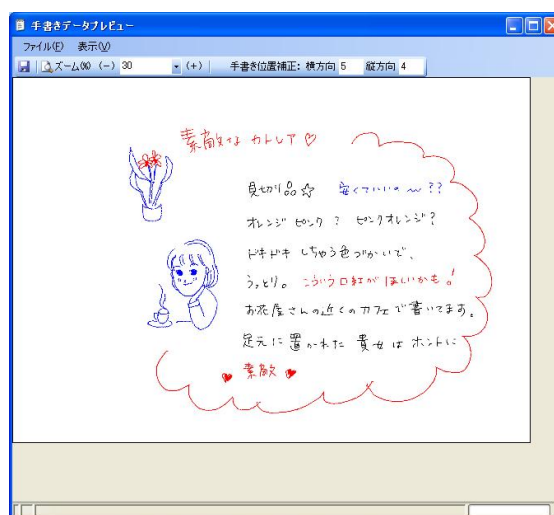 手書きデータプレビュー
ファイル(F) 表示(V)
ズーム(%) (-) 30 (+) 手書き位置補正: 横方向 5 縦方向 4
素敵なカトレア♡
見切り品☆ 安くていいの〜??
オレンジピンク? ピンクオレンジ?
ドキドキしちゃう色づかいで、
うっとり。こういう口紅がほしいかも!
お花屋さんの近くのカフェで書いてます。
足元に置かれた貴女はホントに
♥素敵♥